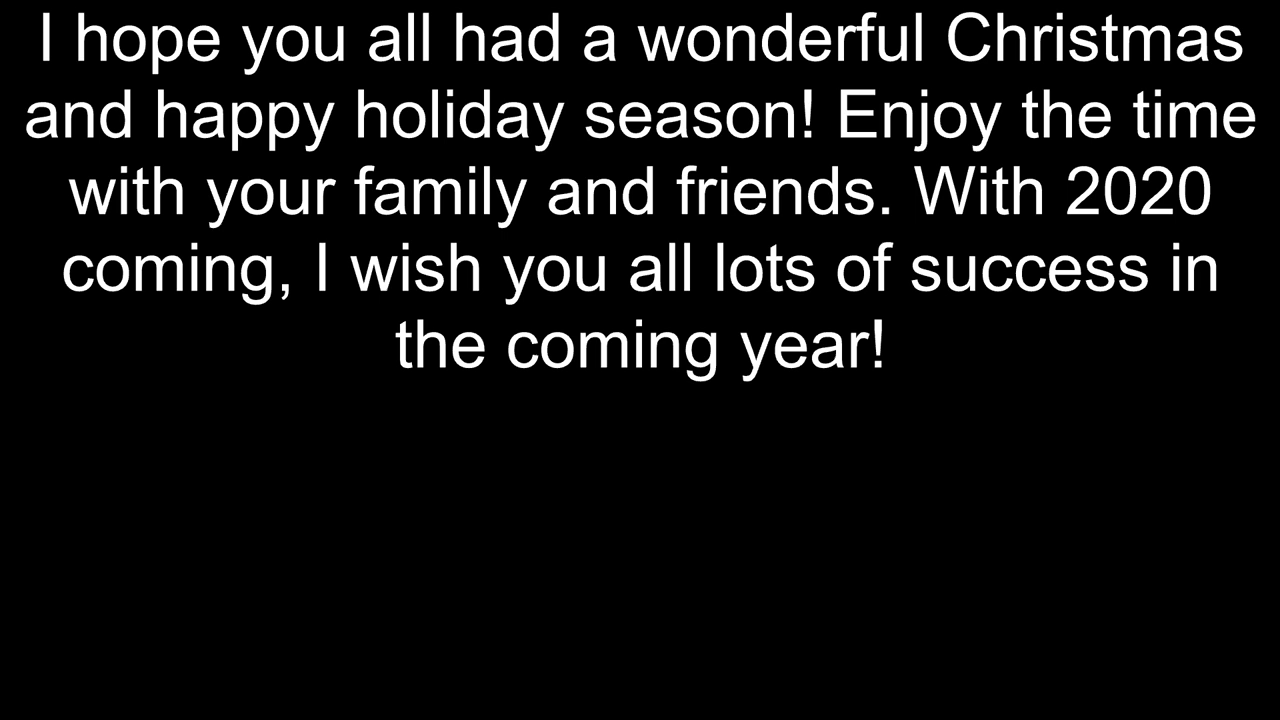 I hope you all had a wonderful Christmas
and happy holiday season! Enjoy the time
with your family and friends. With 2020
coming, I wish you all lots of success in
the coming year!